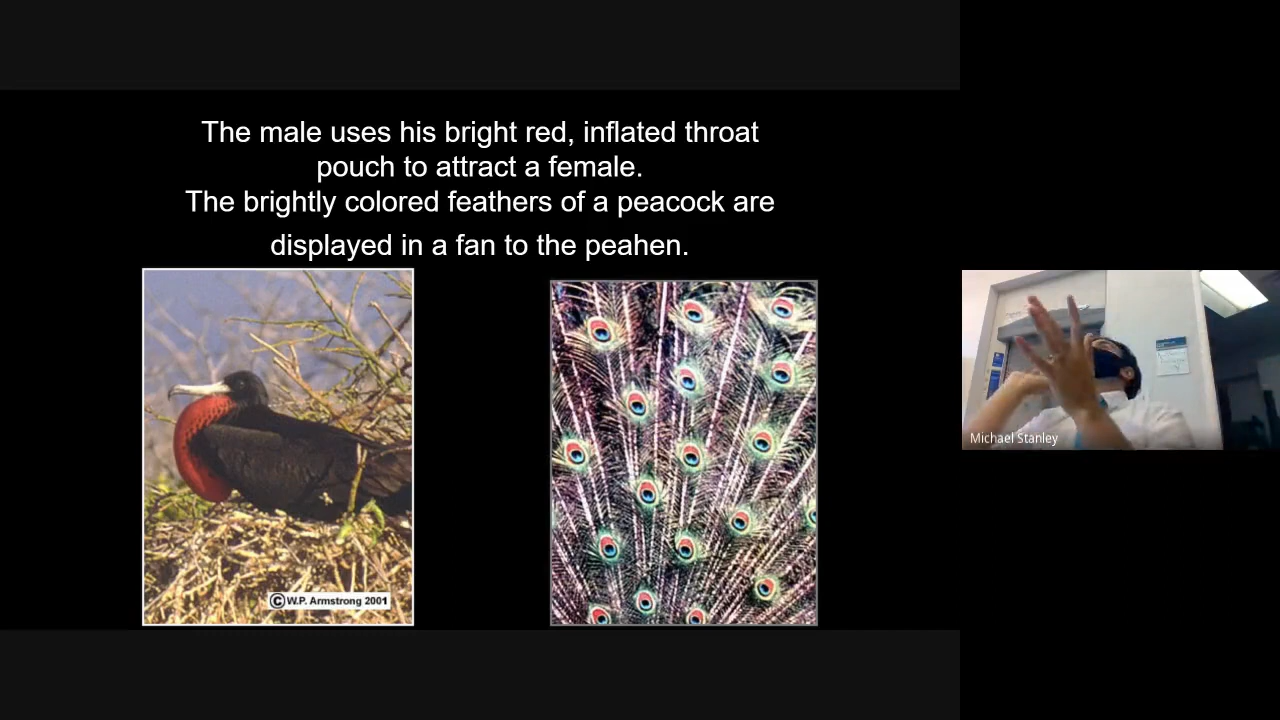 The male uses his bright red, inflated throat
pouch to attract a female.
The brightly colored feathers of a peacock are
displayed in a fan to the peahen.
©W.P. Armstrong 2001
Michael Stanley